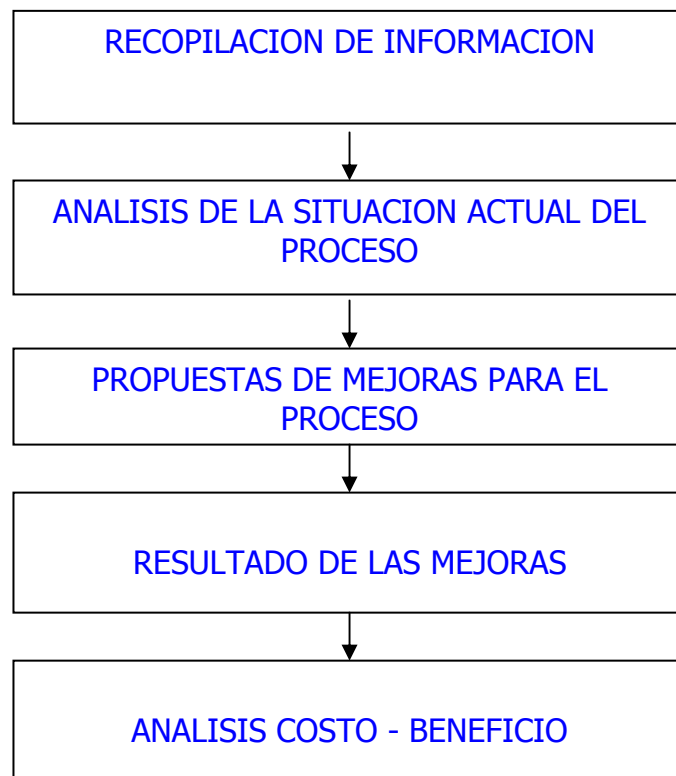 RECOPILACION DE INFORMACION
ANALISIS DE LA SITUACION ACTUAL DEL
PROCESO
PROPUESTAS DE MEJORAS PARA EL
PROCESO
RESULTADO DE LAS MEJORAS
ANALISIS COSTO - BENEFICIO